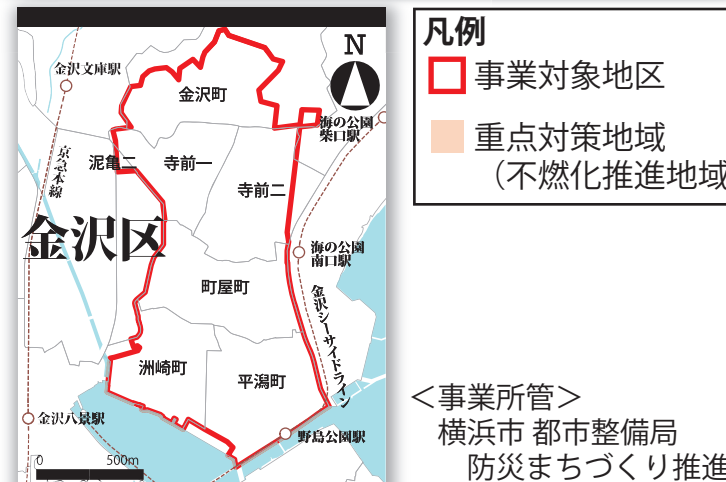 N
金沢文庫駅
金沢町
海の公園
柴口駅
京急本線
泥亀二
寺前一
寺前二
金沢区
海の公園
南口駅
町屋町
金沢シーサイドライン
洲崎町
平潟町
金沢八景駅
野島公園駅
0 500m
凡例
事業対象地区
重点対策地域
（不燃化推進地域
＜事業所管＞
横浜市 都市整備局
防災まちづくり推進